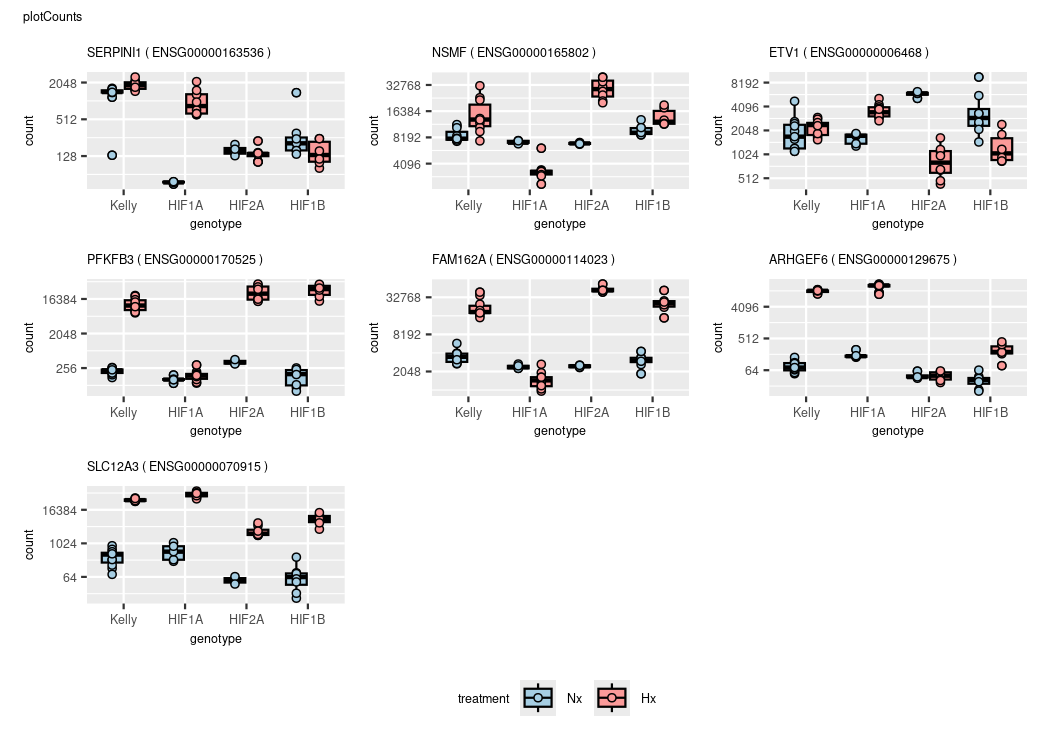 plotCounts
SERPINI1 ( ENSG00000163536 )
2048
512
128
count
Kelly HIF1A HIF2A HIF1B
genotype
NSMF ( ENSG00000165802 )
32768
16384
8192
4096
count
Kelly HIF1A HIF2A HIF1B
genotype
ETV1 ( ENSG00000006468 )
8192
4096
2048
1024
512
count
Kelly HIF1A HIF2A HIF1B
genotype
PFKFB3 ( ENSG00000170525 )
16384
2048
256
count
Kelly HIF1A HIF2A HIF1B
genotype
FAM162A ( ENSG00000114023 )
32768
8192
2048
count
Kelly HIF1A HIF2A HIF1B
genotype
ARHGEF6 ( ENSG00000129675 )
4096
512
64
count
Kelly HIF1A HIF2A HIF1B
genotype
SLC12A3 ( ENSG00000070915 )
16384
1024
64
count
Kelly HIF1A HIF2A HIF1B
genotype
treatment Nx Hx